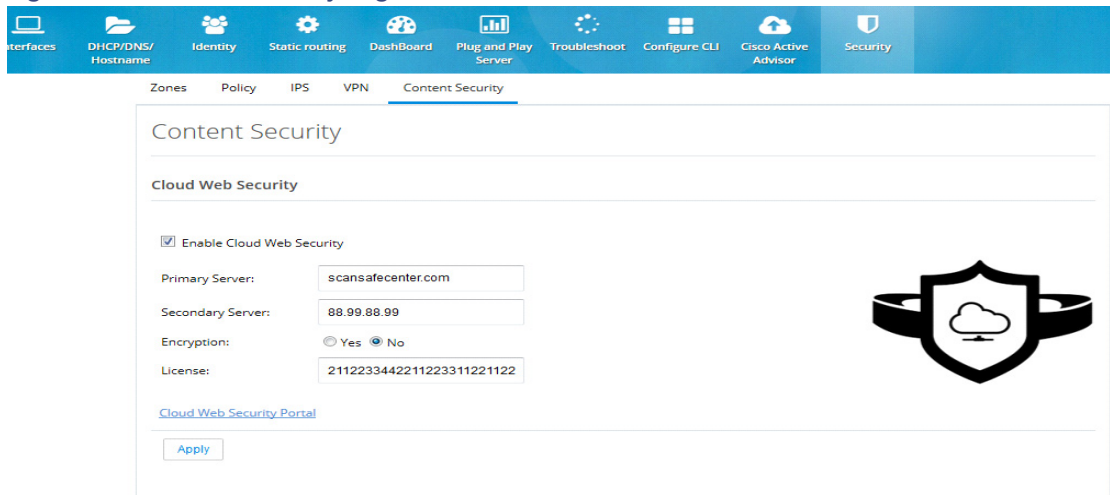 DHCP/DNS/ Hostname
Identity
Static routing
DashBoard
Plug and Play Server
Troubleshoot
Configure CLI
Cisco Active Advisor
Security
Zones Policy IPS VPN Content Security
Content Security
Cloud Web Security
Enable Cloud Web Security
Primary Server: scansafecenter.com
Secondary Server: 88.99.88.99
Encryption: Yes No
License: 2112233442211223311221122
Cloud Web Security Portal
Apply